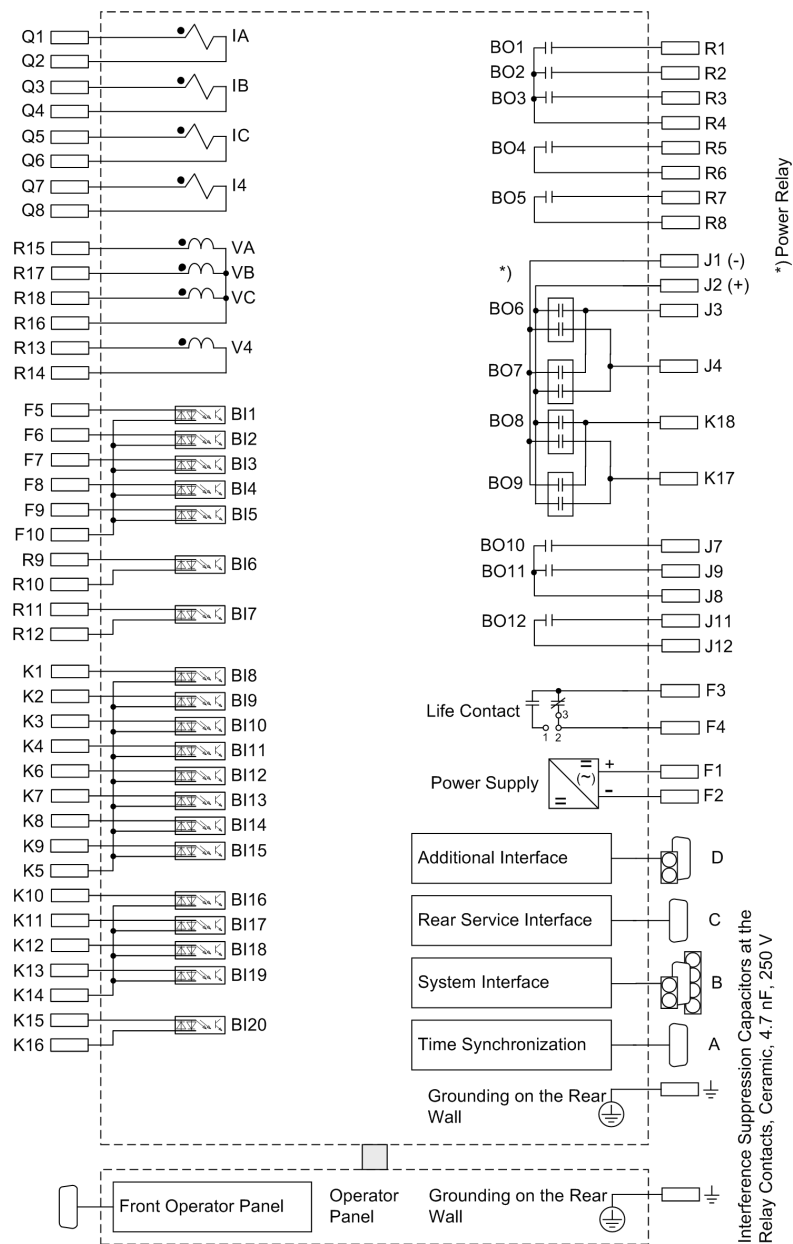 Q1 IA
Q2
Q3 IB
Q4
Q5 IC
Q6
Q7 I4
Q8
R15 VA
R17 VB
R18 VC
R16
R13 V4
R14
F5 BI1
F6 BI2
F7 BI3
F8 BI4
F9 BI5
F10
R9 BI6
R10
R11 BI7
R12
K1 BI8
K2 BI9
K3 BI10
K4 BI11
K6 BI12
K7 BI13
K8 BI14
K9 BI15
K5
K10 BI16
K11 BI17
K12 BI18
K13 BI19
K14
K15 BI20
K16
BO1 R1
BO2 R2
BO3 R3
R4
BO4 R5
R6
BO5 R7
R8
J1 (-)
*)
J2 (+)
BO6 J3
BO7 J4
BO8 K18
BO9 K17
BO10 J7
BO11 J9
J8
BO12 J11
J12
F3
Life Contact
3
1 2
F4
Power Supply
= (~) =
+ F1
- F2
Additional Interface D
Rear Service Interface C
System Interface B
Time Synchronization A
Grounding on the Rear
Wall
Front Operator Panel
Operator
Panel
Grounding on the Rear
Wall
*) Power Relay
Interference Suppression Capacitors at the
Relay Contacts, Ceramic, 4.7 nF, 250 V